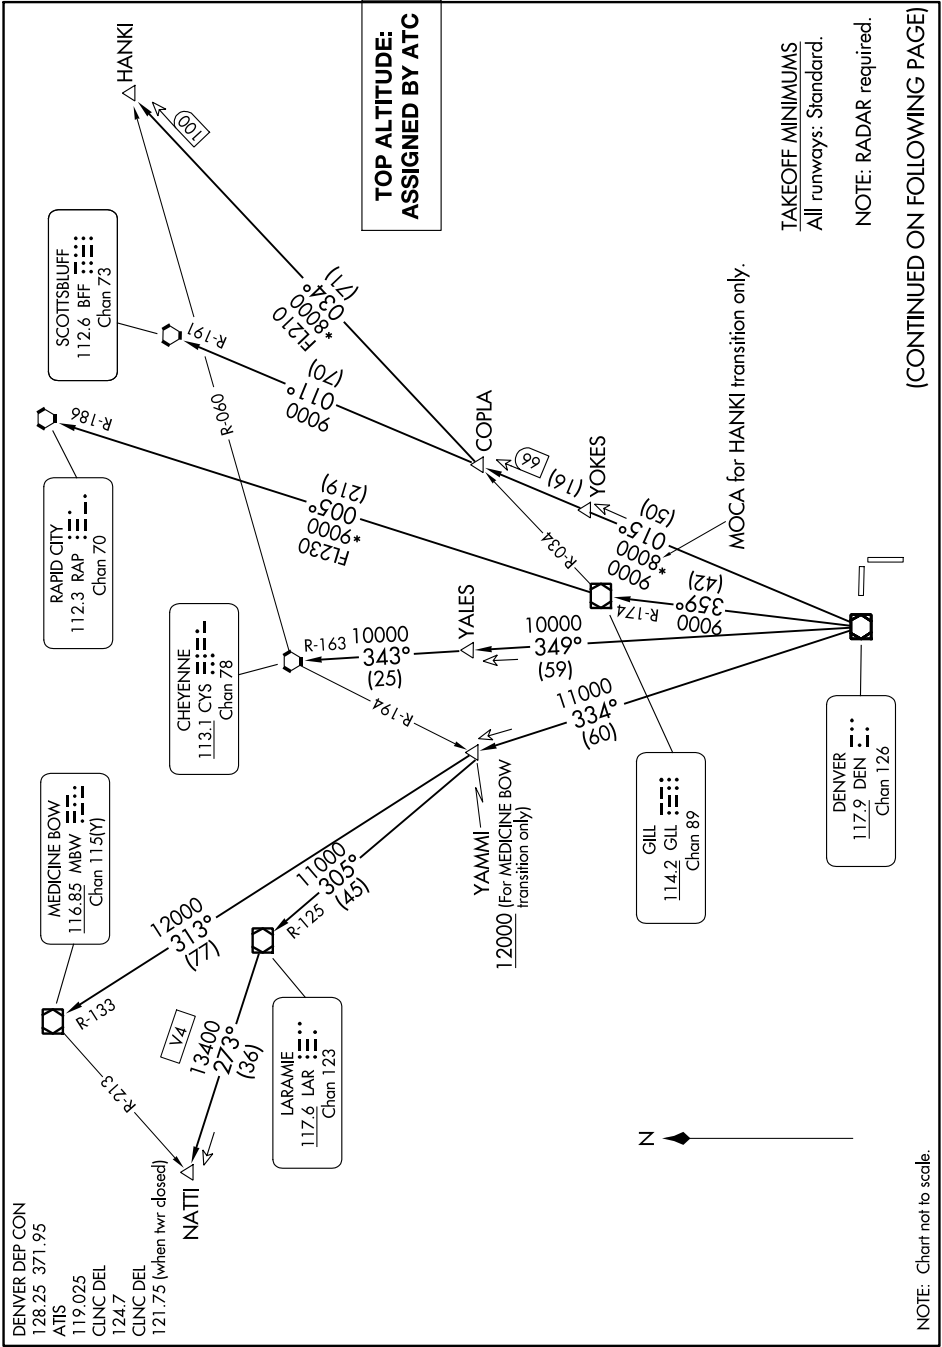 DENVER DEP CON
128.25 371.95
ATIS
119.025
CLNC DEL
124.7
CLNC DEL
121.75 (when twr closed)
NATTI
R-213
MEDICINE BOW
116.85 MBW
Chan 115(Y)
R-133
12000
313°
(77)
V4
13400
273°
(36)
LARAMIE
117.6 LAR
Chan 123
R-125
11000
305°
(45)
CHEYENNE
113.1 CYS
Chan 78
R-194
R-163
R-060
YAMMI
12000 (For MEDICINE BOW
transition only)
10000
343°
(25)
YALES
10000
349°
(59)
11000
334°
(60)
RAPID CITY
112.3 RAP
Chan 70
R-186
FL230
*9000
005°
(219)
SCOTTSBLUFF
112.6 BFF
Chan 73
R-191
9000
011°
(70)
HANKI
100
FL210
*8000
034°
(71)
COPLA
66
(16)
YOKES
R-034
9000
*8000
015°
(50)
MOCA for HANKI transition only.
R-174
9000
359°
(42)
GILL
114.2 GLL
Chan 89
DENVER
117.9 DEN
Chan 126
TOP ALTITUDE:
ASSIGNED BY ATC
TAKEOFF MINIMUMS
All runways: Standard.
NOTE: RADAR required.
(CONTINUED ON FOLLOWING PAGE)
N
NOTE: Chart not to scale.